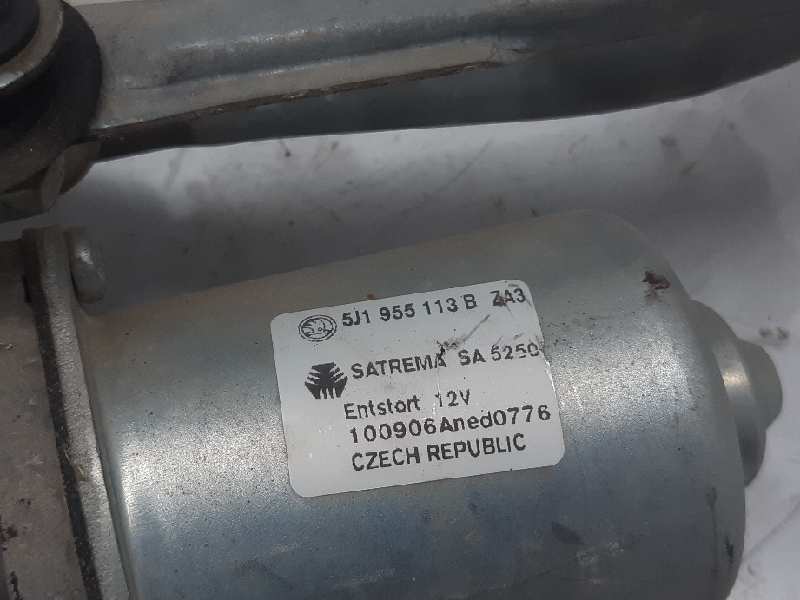 5J1 955 113 B ZA3
SATREMA SA 5250
Entstort 12V
100906Aned0776
CZECH REPUBLIC